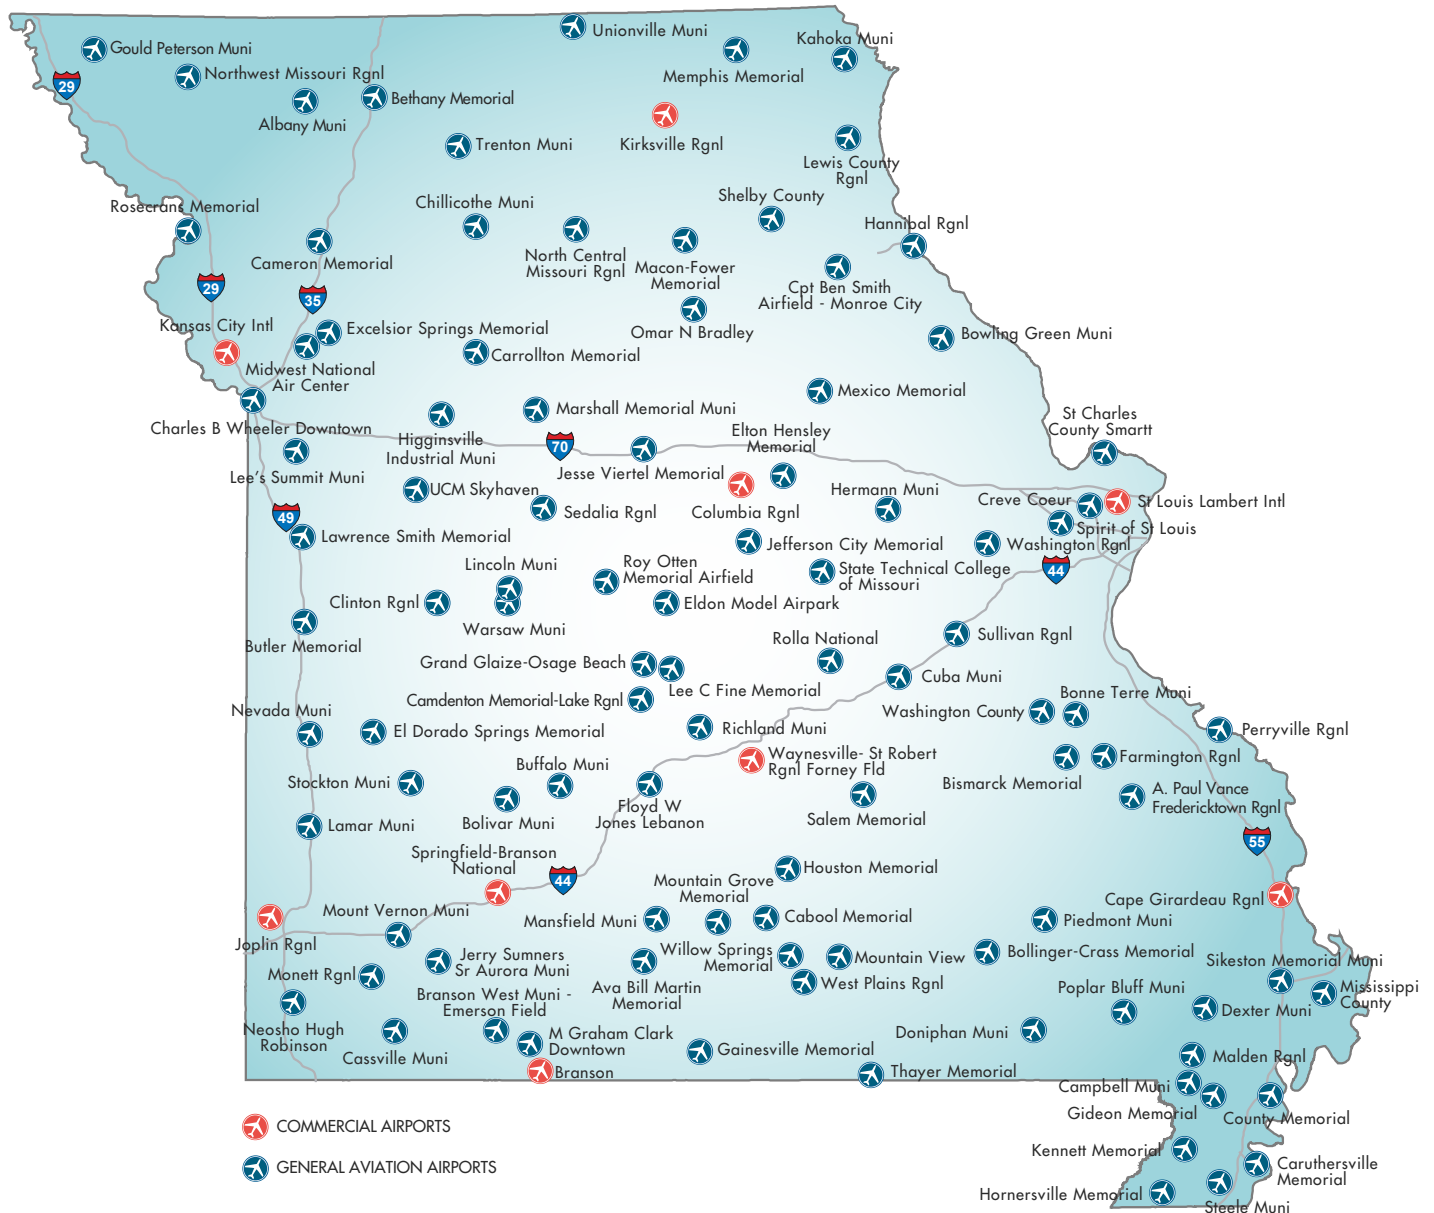 Unionville Muni
Kahoka Muni
Gould Peterson Muni
Northwest Missouri Rgnl
Memphis Memorial
29
Bethany Memorial
Albany Muni
Kirksville Rgnl
Trenton Muni
Lewis County
Rgnl
Shelby County
Chillicothe Muni
Rosecrans Memorial
Hannibal Rgnl
Cameron Memorial
North Central
Missouri Rgnl
Macon-Fower
Memorial
Cpt Ben Smith
Airfield - Monroe City
29
35
Kansas City Intl
Excelsior Springs Memorial
Omar N Bradley
Bowling Green Muni
Carrollton Memorial
Midwest National
Air Center
Mexico Memorial
Marshall Memorial Muni
St Charles
County Smartt
Charles B Wheeler Downtown
Higginsville
Industrial Muni
70
Elton Hensley
Memorial
Lee's Summit Muni
Jesse Viertel Memorial
UCM Skyhaven
Hermann Muni
Creve Coeur
St Louis Lambert Intl
Sedalia Rgnl
Columbia Rgnl
49
Spirit of St Louis
Lawrence Smith Memorial
Jefferson City Memorial
Washington Rgnl
Lincoln Muni
Roy Otten
Memorial Airfield
State Technical College
of Missouri
44
Clinton Rgnl
Eldon Model Airpark
Warsaw Muni
Butler Memorial
Rolla National
Sullivan Rgnl
Grand Glaize-Osage Beach
Cuba Muni
Lee C Fine Memorial
Camdenton Memorial-Lake Rgnl
Bonne Terre Muni
Washington County
Nevada Muni
El Dorado Springs Memorial
Richland Muni
Perryville Rgnl
Waynesville- St Robert
Rgnl Forney Fld
Farmington Rgnl
Buffalo Muni
Stockton Muni
Bismarck Memorial
A. Paul Vance
Fredericktown Rgnl
Bolivar Muni
Floyd W
Jones Lebanon
Salem Memorial
Lamar Muni
55
Springfield-Branson
National
44
Houston Memorial
Mountain Grove
Memorial
Cape Girardeau Rgnl
Mount Vernon Muni
Mansfield Muni
Cabool Memorial
Piedmont Muni
Joplin Rgnl
Jerry Sumners
Sr Aurora Muni
Willow Springs
Memorial
Mountain View
Bollinger-Crass Memorial
Sikeston Memorial Muni
Monett Rgnl
Ava Bill Martin
Memorial
West Plains Rgnl
Poplar Bluff Muni
Mississippi
County
Branson West Muni -
Emerson Field
Dexter Muni
Neosho Hugh
Robinson
Cassville Muni
M Graham Clark
Downtown
Doniphan Muni
Gainesville Memorial
Malden Rgnl
Branson
Thayer Memorial
Campbell Muni
Gideon Memorial
County Memorial
COMMERCIAL AIRPORTS
Kennett Memorial
GENERAL AVIATION AIRPORTS
Caruthersville
Memorial
Hornersville Memorial
Steele Muni